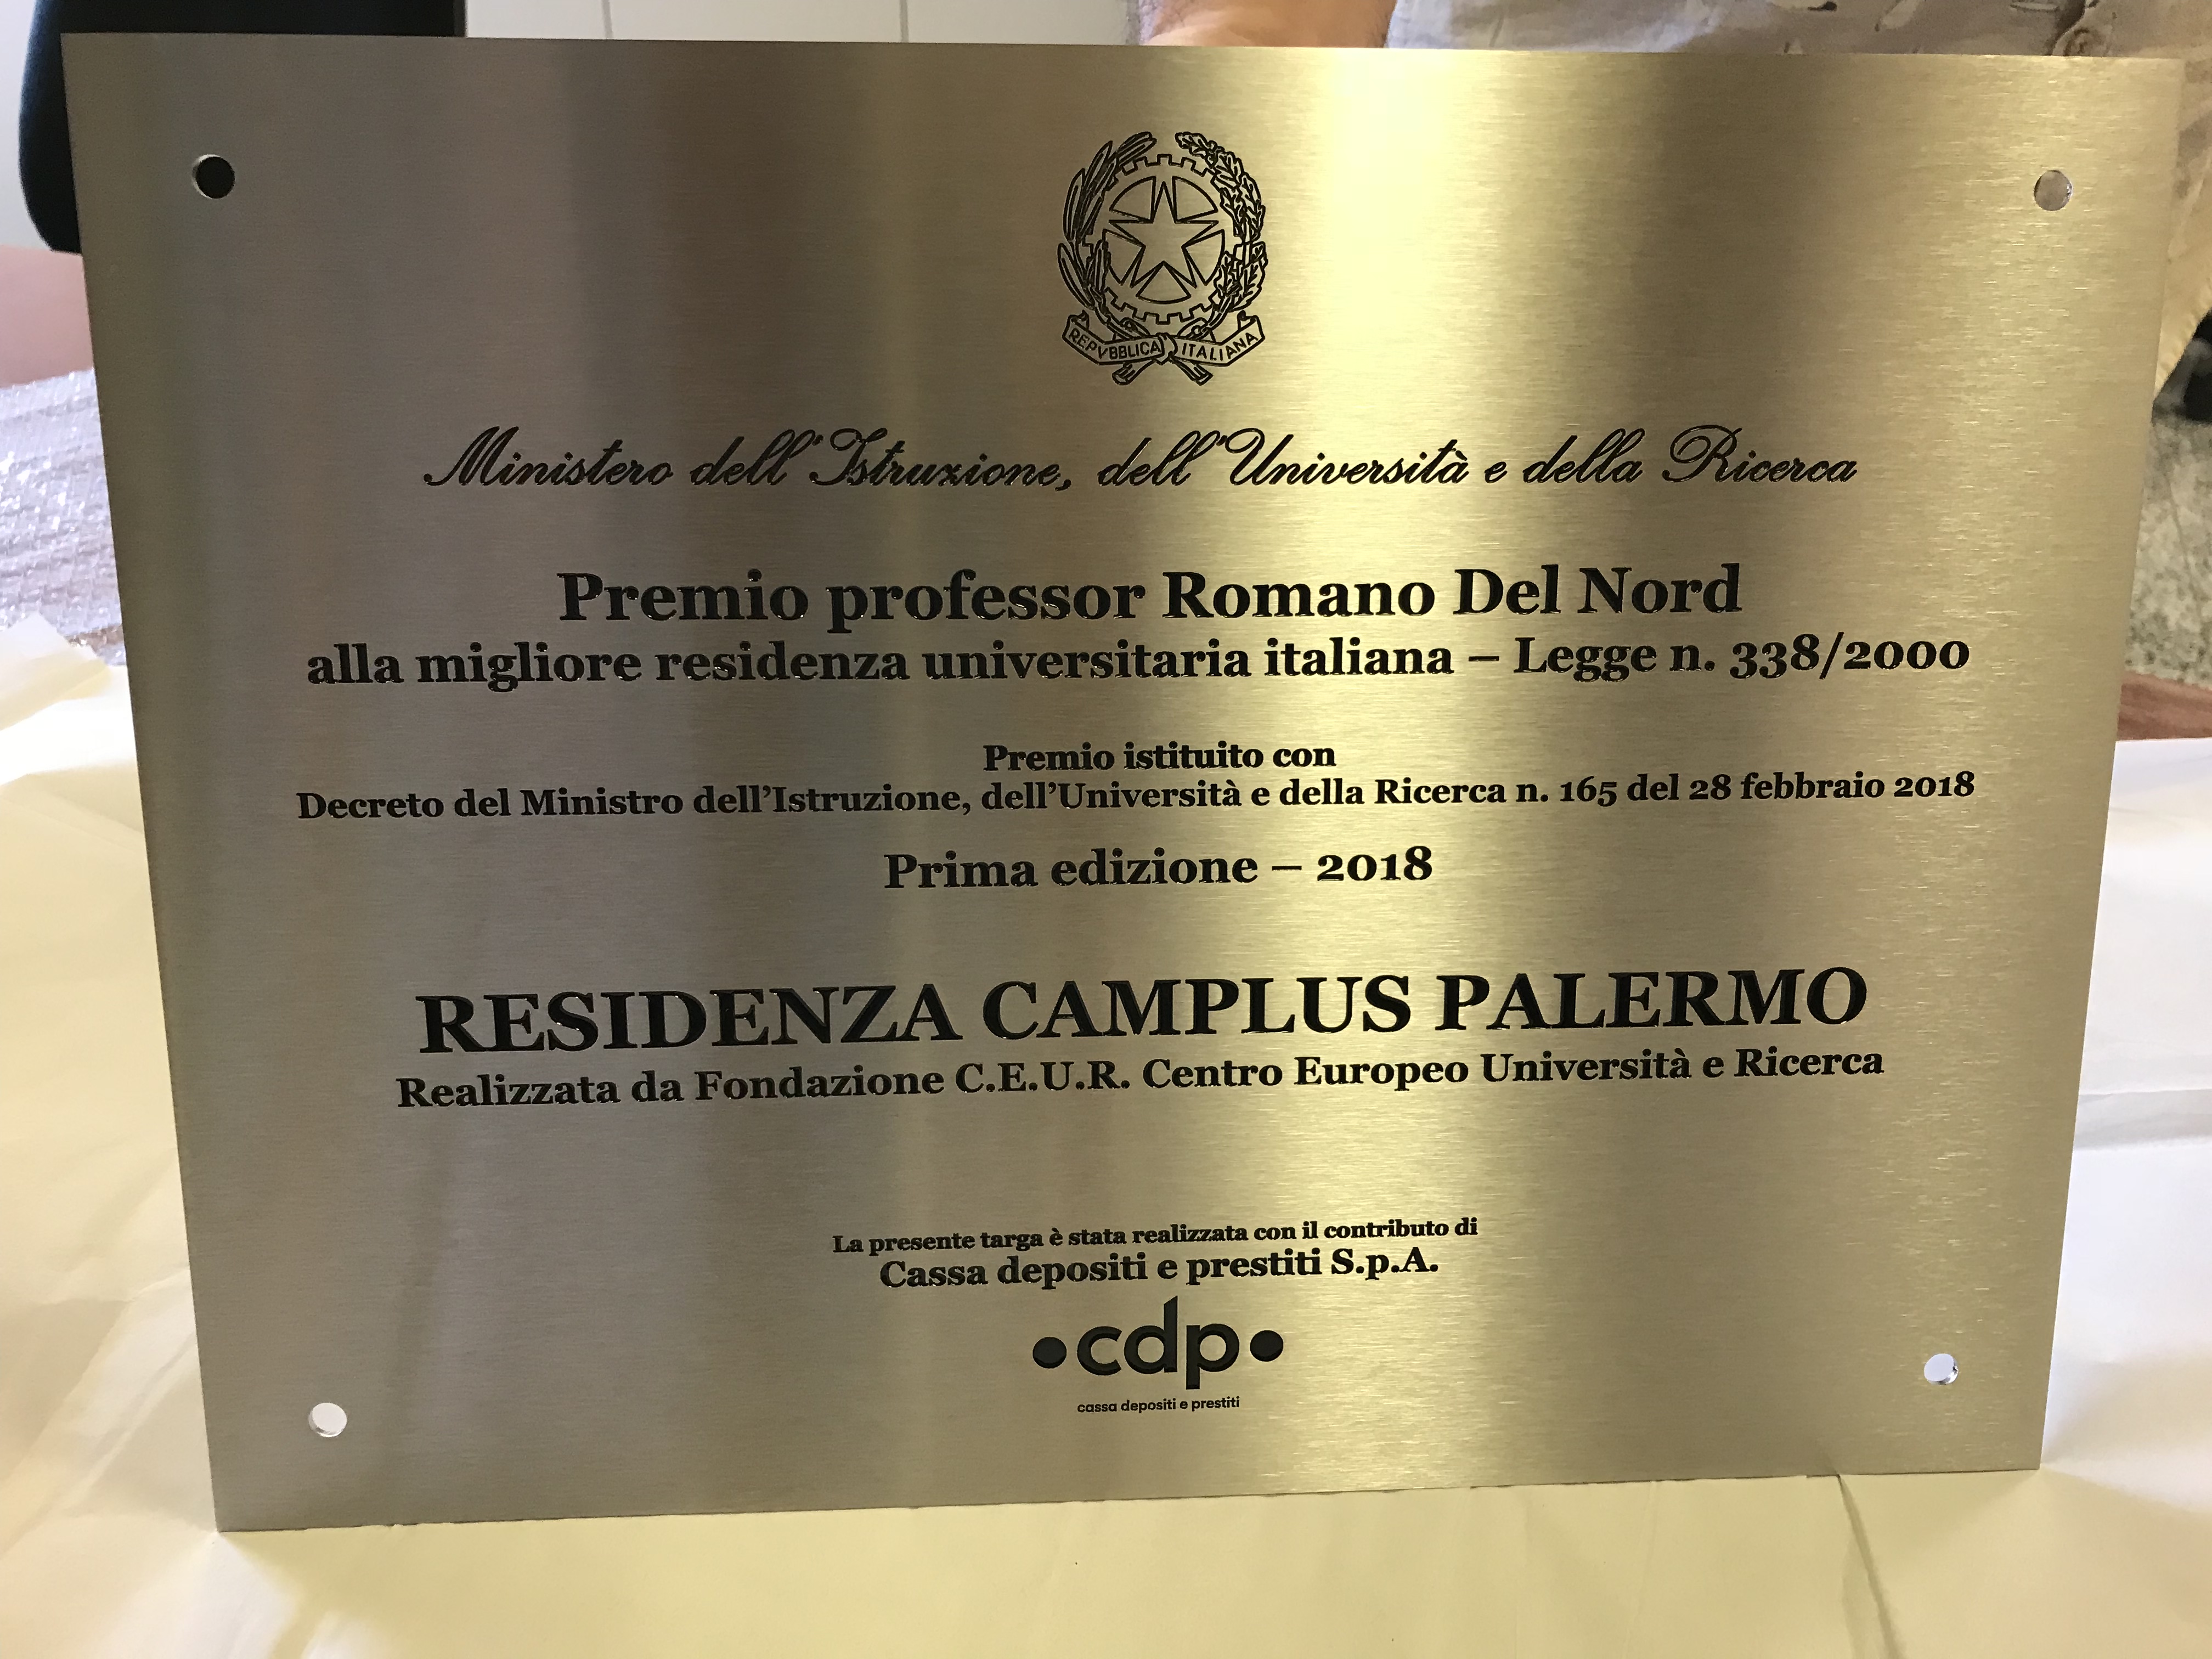 REPVBBLICA ITALIANA
Ministero dell'Istruzione, dell'Università e della Ricerca
Premio professor Romano Del Nord
alla migliore residenza universitaria italiana – Legge n. 338/2000
Premio istituito con
Decreto del Ministro dell’Istruzione, dell’Università e della Ricerca n. 165 del 28 febbraio 2018
Prima edizione – 2018
RESIDENZA CAMPLUS PALERMO
Realizzata da Fondazione C.E.U.R. Centro Europeo Università e Ricerca
La presente targa è stata realizzata con il contributo di
Cassa depositi e prestiti S.p.A.
•cdp•
cassa depositi e prestiti